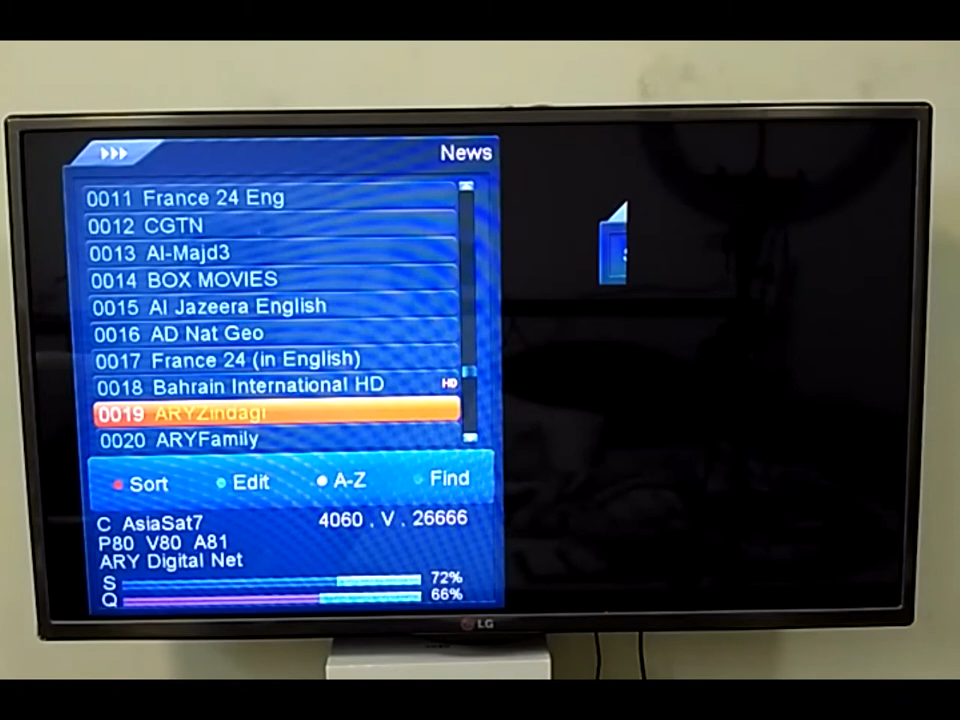 News
0011 France 24 Eng
0012 CGTN
0013 Al-Majd3
0014 BOX MOVIES
0015 Al Jazeera English
0016 AD Nat Geo
0017 France 24 (in English)
0018 Bahrain International HD HD
0019 ARYZindagi
0020 ARYFamily
Sort Edit A-Z Find
C AsiaSat7 4060 . V . 26666
P80 V80 A81
ARY Digital Net
S 72%
Q 66%
LG